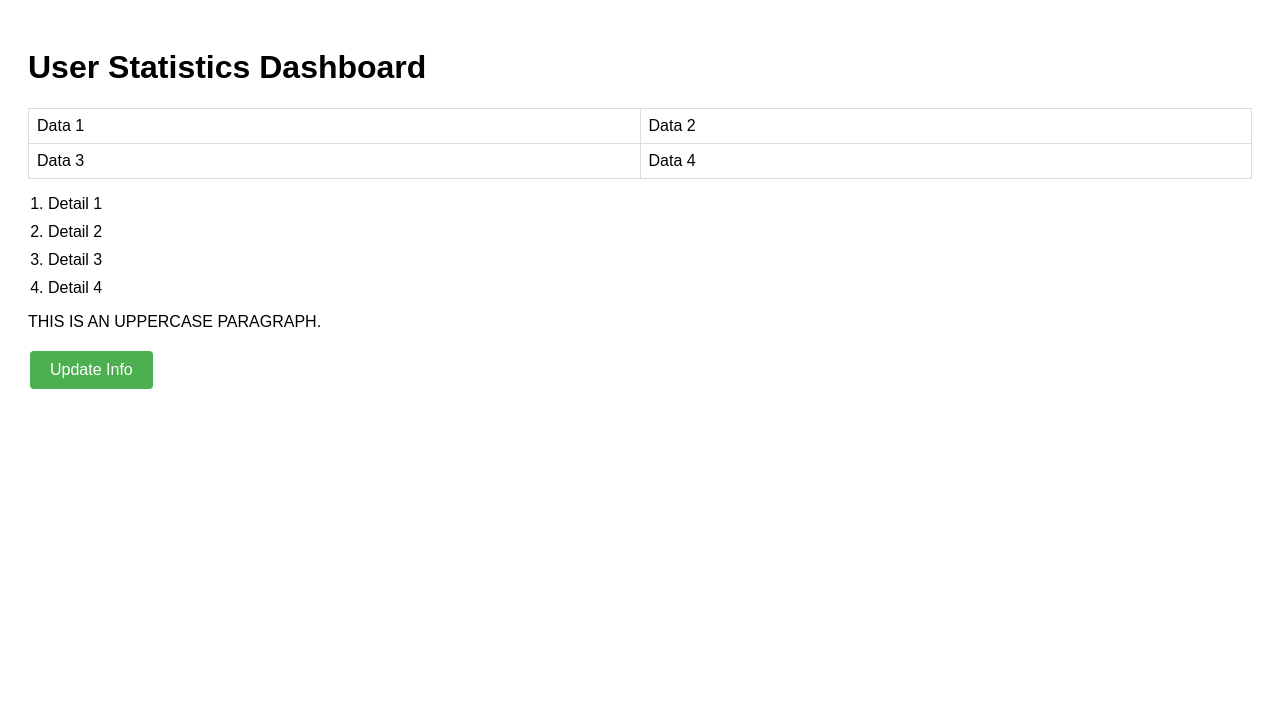 User Statistics Dashboard
Data 1 Data 2
Data 3 Data 4
1. Detail 1
2. Detail 2
3. Detail 3
4. Detail 4
THIS IS AN UPPERCASE PARAGRAPH.
Update Info